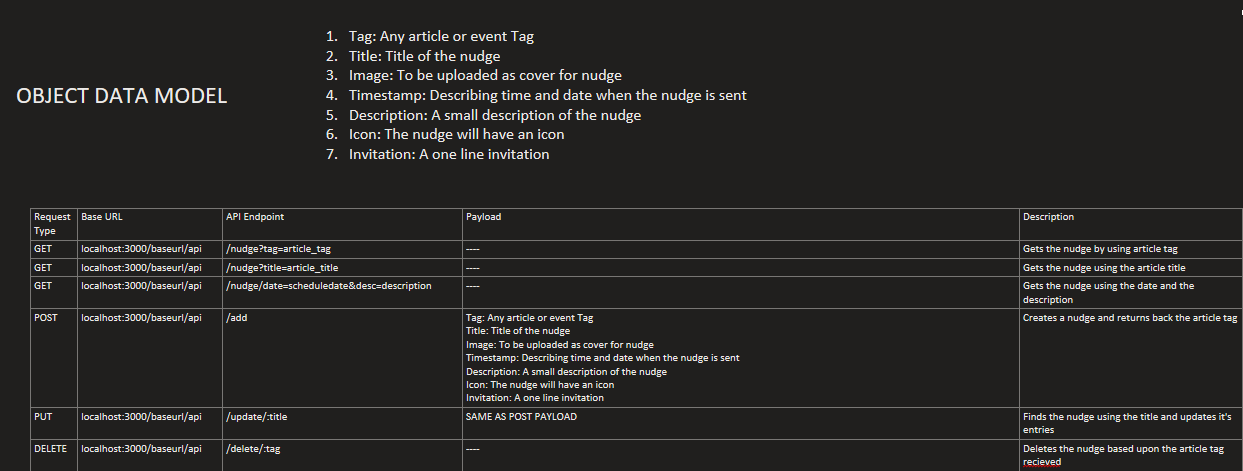 OBJECT DATA MODEL
1. Tag: Any article or event Tag
2. Title: Title of the nudge
3. Image: To be uploaded as cover for nudge
4. Timestamp: Describing time and date when the nudge is sent
5. Description: A small description of the nudge
6. Icon: The nudge will have an icon
7. Invitation: A one line invitation
Request Type Base URL API Endpoint Payload Description
GET localhost:3000/baseurl/api /nudge?tag=article_tag ---- Gets the nudge by using article tag
GET localhost:3000/baseurl/api /nudge?title=article_title ---- Gets the nudge using the article title
GET localhost:3000/baseurl/api /nudge/date=scheduledate&desc=description ---- Gets the nudge using the date and the
description
POST localhost:3000/baseurl/api /add Tag: Any article or event Tag Creates a nudge and returns back the article tag
Title: Title of the nudge
Image: To be uploaded as cover for nudge
Timestamp: Describing time and date when the nudge is sent
Description: A small description of the nudge
Icon: The nudge will have an icon
Invitation: A one line invitation
PUT localhost:3000/baseurl/api /update/:title SAME AS POST PAYLOAD Finds the nudge using the title and updates it's
entries
DELETE localhost:3000/baseurl/api /delete/:tag ---- Deletes the nudge based upon the article tag
recieved